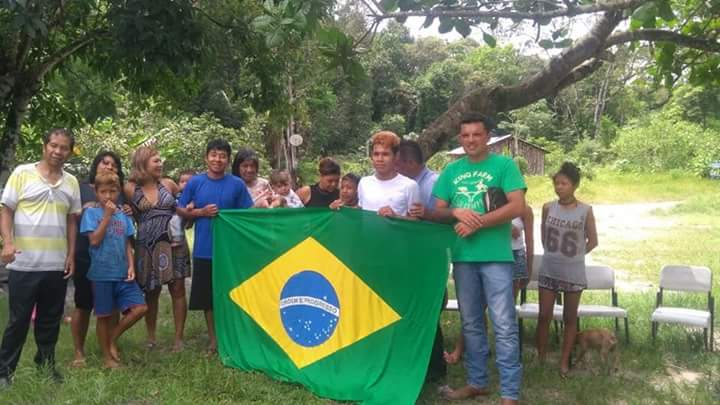 ORDEM E PROGRESSO
KING FARM
CHICAGO
66